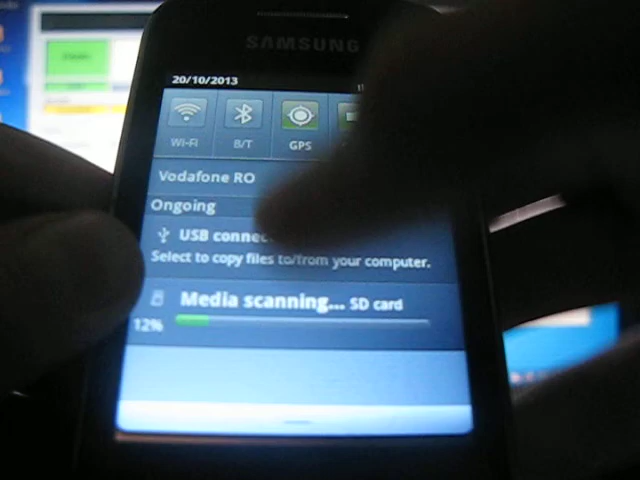 SAMSUNG
20/10/2013
Wi-Fi B/T GPS
Vodafone RO
Ongoing
USB connec
Select to copy files to/from your computer.
Media scanning... SD card
12%